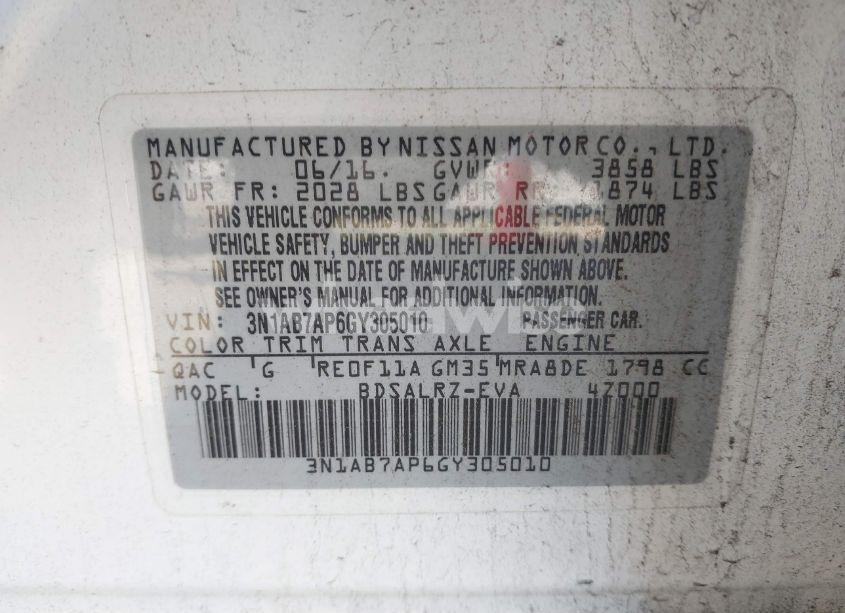 MANUFACTURED BY NISSAN MOTOR CO., LTD.
DATE: 06/16. GVWR: 3858 LBS
GAWR FR: 2028 LBS GAWR RR: 1874 LBS
THIS VEHICLE CONFORMS TO ALL APPLICABLE FEDERAL MOTOR
VEHICLE SAFETY, BUMPER AND THEFT PREVENTION STANDARDS
IN EFFECT ON THE DATE OF MANUFACTURE SHOWN ABOVE.
SEE OWNER'S MANUAL FOR ADDITIONAL INFORMATION.
VIN: 3N1AB7AP6GY305010 PASSENGER CAR.
COLOR TRIM TRANS AXLE ENGINE
QAC G RE0F11A GM35 MRA8DE 1798 CC
MODEL: BDSALRZ-EVA 47000
3N1AB7AP6GY305010